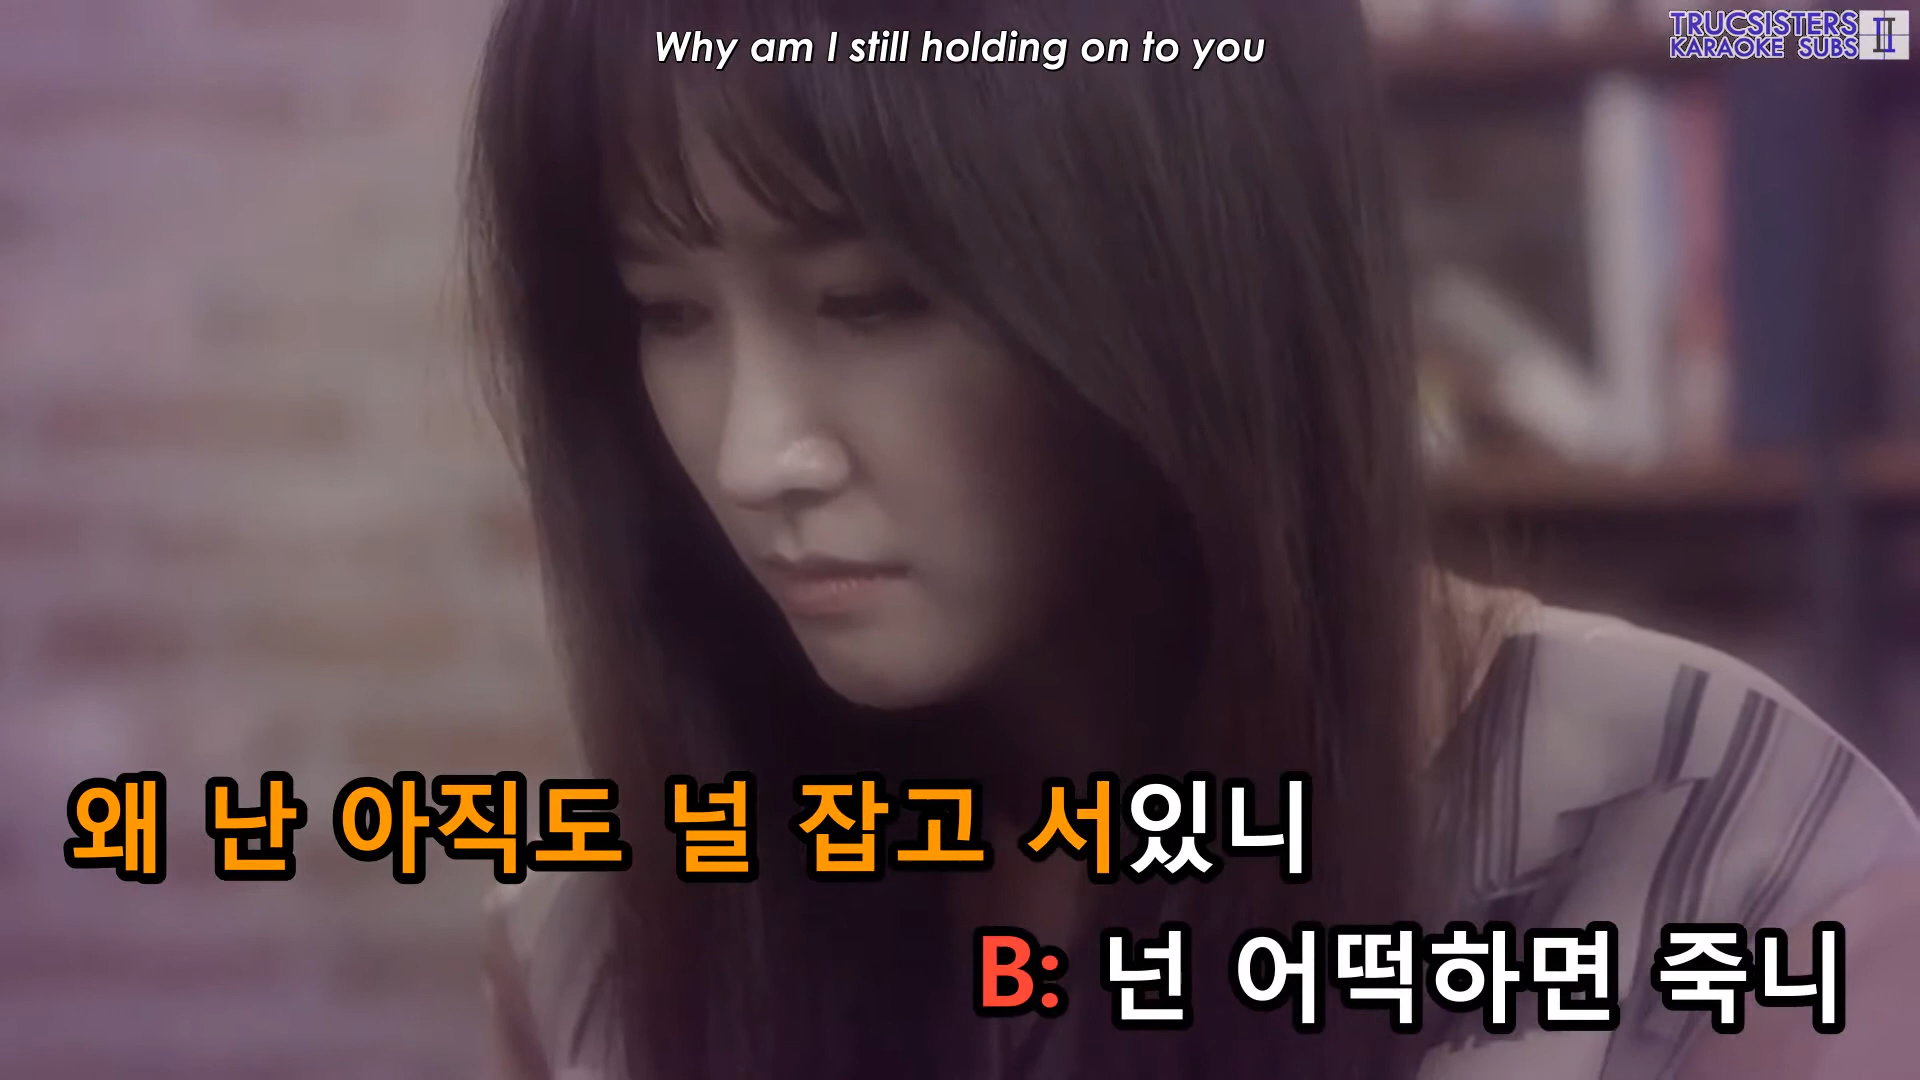 Why am I still holding on to you
TRUCSISTERS
KARAOKE SUBS
왜 난 아직도 널 잡고 서있니
B: 넌 어떡하면 죽니